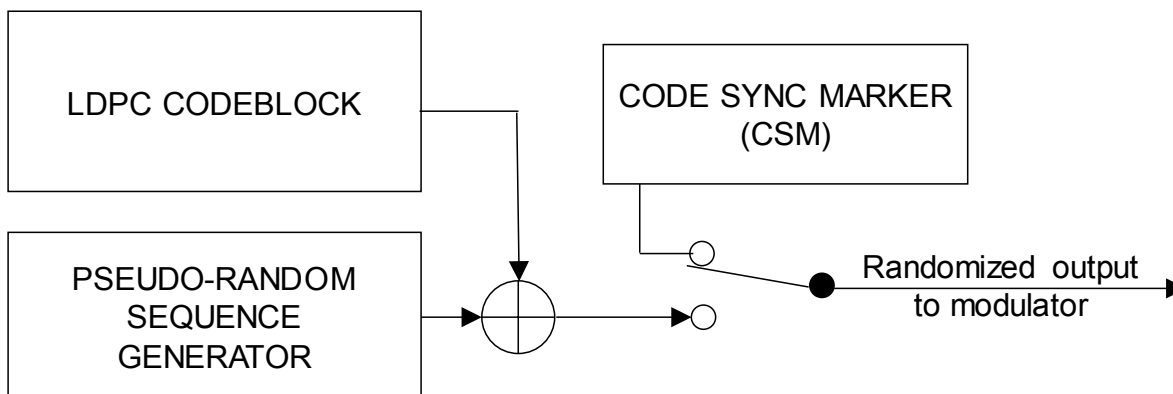 LDPC CODEBLOCK
CODE SYNC MARKER
(CSM)
PSEUDO-RANDOM
SEQUENCE
GENERATOR
Randomized output
to modulator